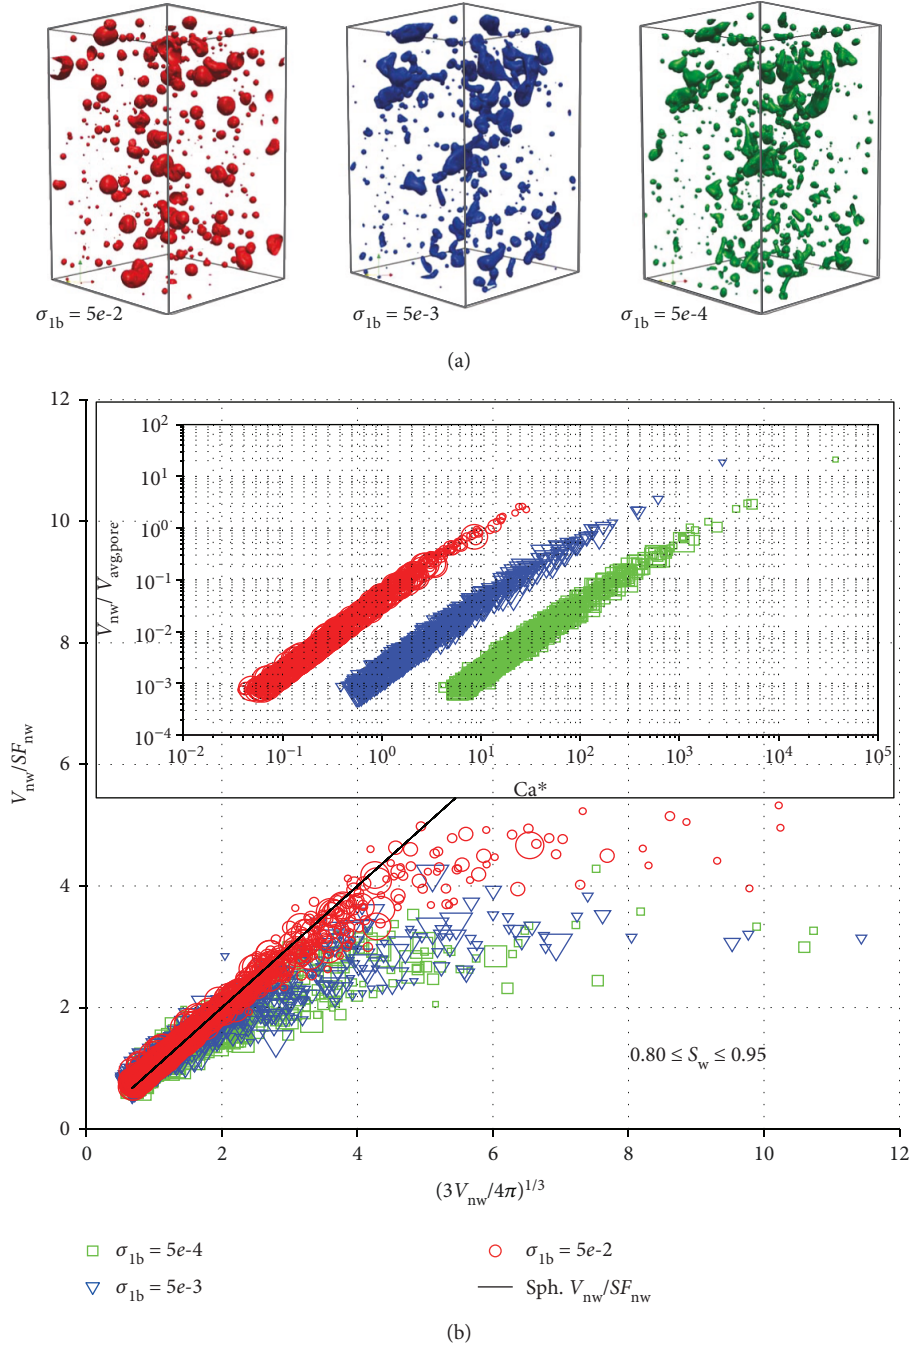 σ1b = 5e-2 σ1b = 5e-3 σ1b = 5e-4
(a)
12
10
8
6
4
2
0
Vnw/SFnw
10^2
10^1
10^0
10^−1
10^−2
10^−3
10^−4
Vnw/Vavg,pore
10^−2 10^−1 10^0 10^1 10^2 10^3 10^4 10^5
Ca*
0.80 ≤ Sw ≤ 0.95
0 2 4 6 8 10 12
(3Vnw/4π)^1/3
σ1b = 5e-4 σ1b = 5e-2
σ1b = 5e-3 Sph. Vnw/SFnw
(b)